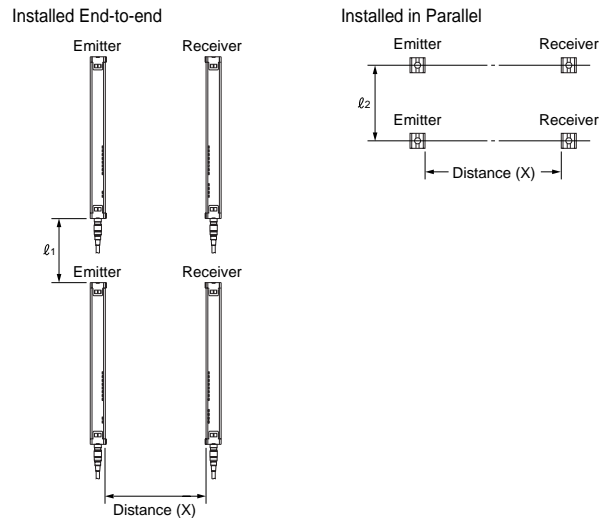 Installed End-to-end
Emitter
Receiver
ℓ1
Emitter
Receiver
Distance (X)
Installed in Parallel
Emitter
Receiver
ℓ2
Emitter
Receiver
Distance (X)